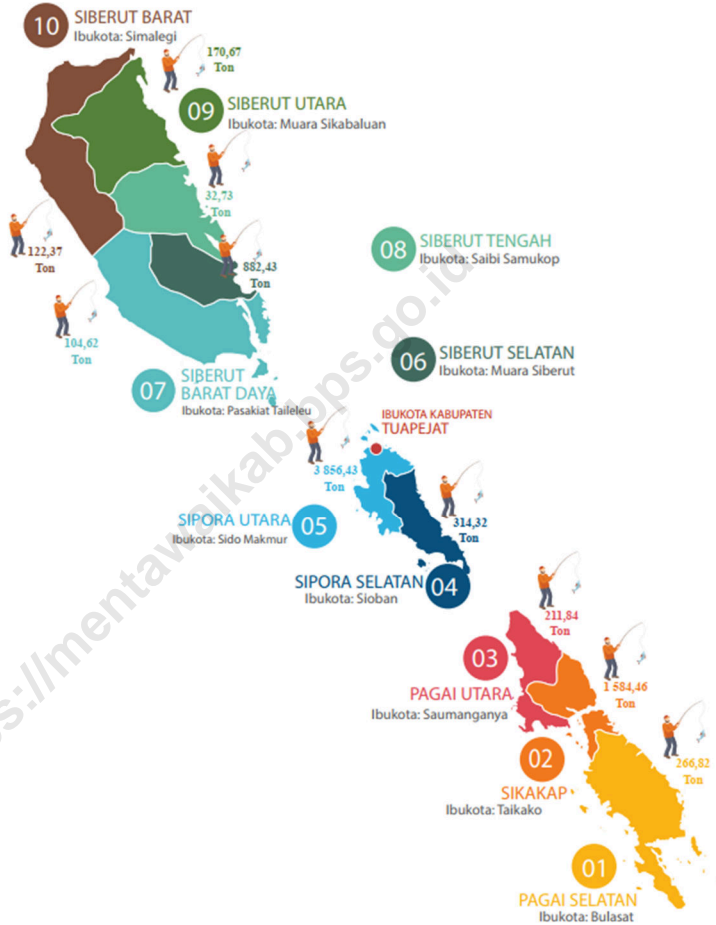 10
SIBERUT BARAT
Ibukota: Simalegi
170,67
Ton
09
SIBERUT UTARA
Ibukota: Muara Sikabaluan
32,73
Ton
122,37
Ton
882,43
Ton
08
SIBERUT TENGAH
Ibukota: Saibi Samukop
104,62
Ton
06
SIBERUT SELATAN
Ibukota: Muara Siberut
07
SIBERUT
BARAT DAYA
Ibukota: Pasakiat Taileleu
IBUKOTA KABUPATEN
TUAPEJAT
3 856,43
Ton
314,32
Ton
SIPORA UTARA
05
Ibukota: Sido Makmur
SIPORA SELATAN
04
Ibukota: Sioban
211,84
Ton
03
PAGAI UTARA
Ibukota: Saumanganya
1 584,46
Ton
266,82
Ton
02
SIKAKAP
Ibukota: Taikako
01
PAGAI SELATAN
Ibukota: Bulasat
s://mentawaikab.bps.go.id